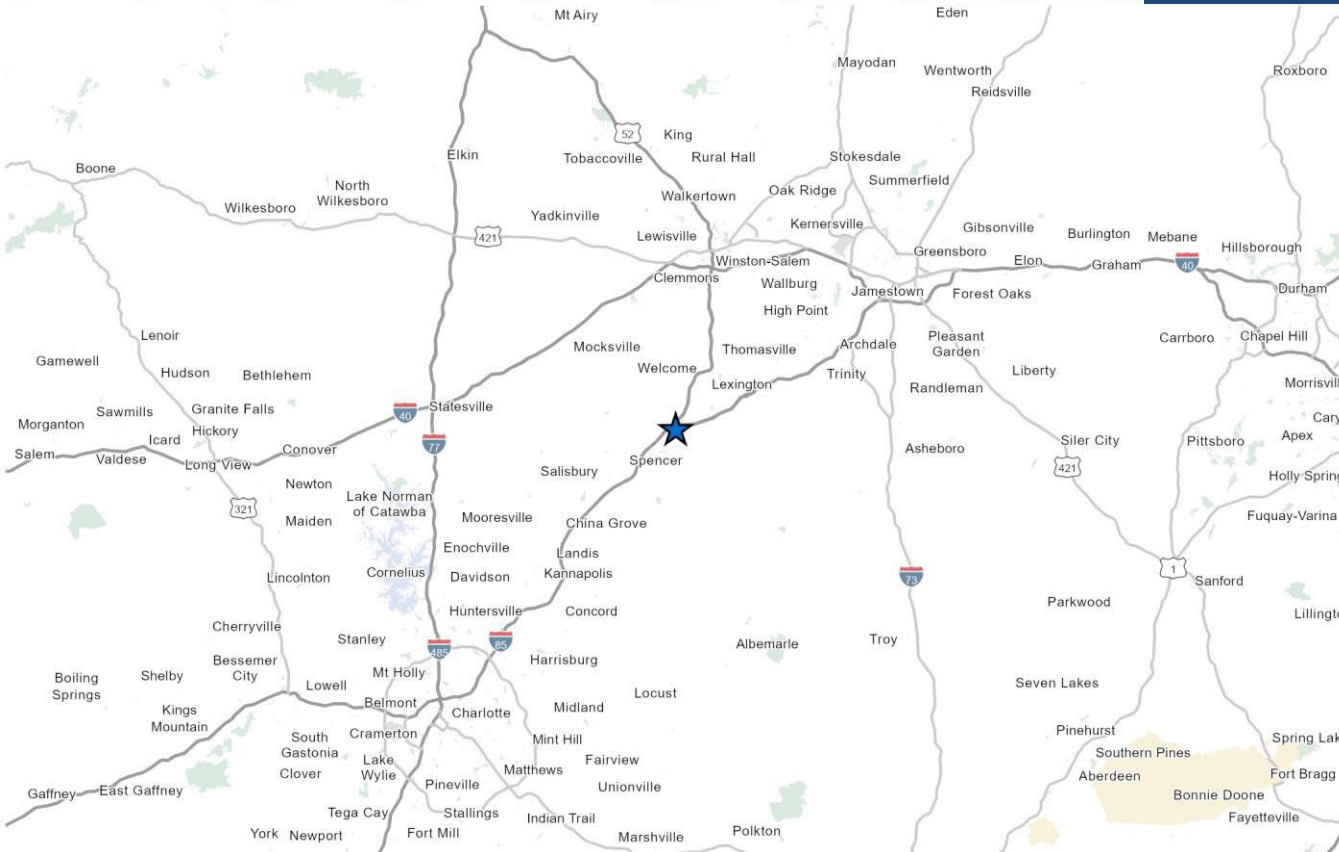 Mt Airy
Eden
Mayodan
Wentworth
Roxboro
Reidsville
52
King
Elkin
Tobaccoville
Rural Hall
Stokesdale
Boone
Summerfield
North
Wilkesboro
Oak Ridge
Walkertown
Wilkesboro
Yadkinville
Kernersville
Gibsonville
Burlington
Mebane
421
Lewisville
Greensboro
Hillsborough
Winston-Salem
Elon
Graham
40
Clemmons
Wallburg
Jamestown
Forest Oaks
Durham
High Point
Lenoir
Pleasant
Garden
Carrboro
Chapel Hill
Mocksville
Thomasville
Archdale
Gamewell
Hudson
Bethlehem
Welcome
Lexington
Trinity
Liberty
Randleman
Morrisvill
Sawmills
Granite Falls
40
Statesville
Cary
Morganton
Icard
Hickory
77
Siler City
Pittsboro
Apex
Salem
Valdese
Long View
Conover
Spencer
Asheboro
421
Salisbury
Holly Spring
Newton
Lake Norman
of Catawba
321
Maiden
Mooresville
China Grove
Fuquay-Varina
Enochville
Landis
Lincolnton
Cornelius
Davidson
Kannapolis
73
1
Sanford
Huntersville
Concord
Parkwood
Lillingto
Cherryville
Stanley
485
85
Albemarle
Troy
Bessemer
City
Harrisburg
Boiling
Springs
Shelby
Mt Holly
Lowell
Belmont
Locust
Seven Lakes
Kings
Mountain
Charlotte
Midland
South
Gastonia
Cramerton
Mint Hill
Pinehurst
Spring Lak
Clover
Lake
Wylie
Matthews
Fairview
Southern Pines
Aberdeen
Fort Bragg
Gaffney
East Gaffney
Pineville
Unionville
Bonnie Doone
Tega Cay
Stallings
Indian Trail
Fayetteville
York
Newport
Fort Mill
Marshville
Polkton